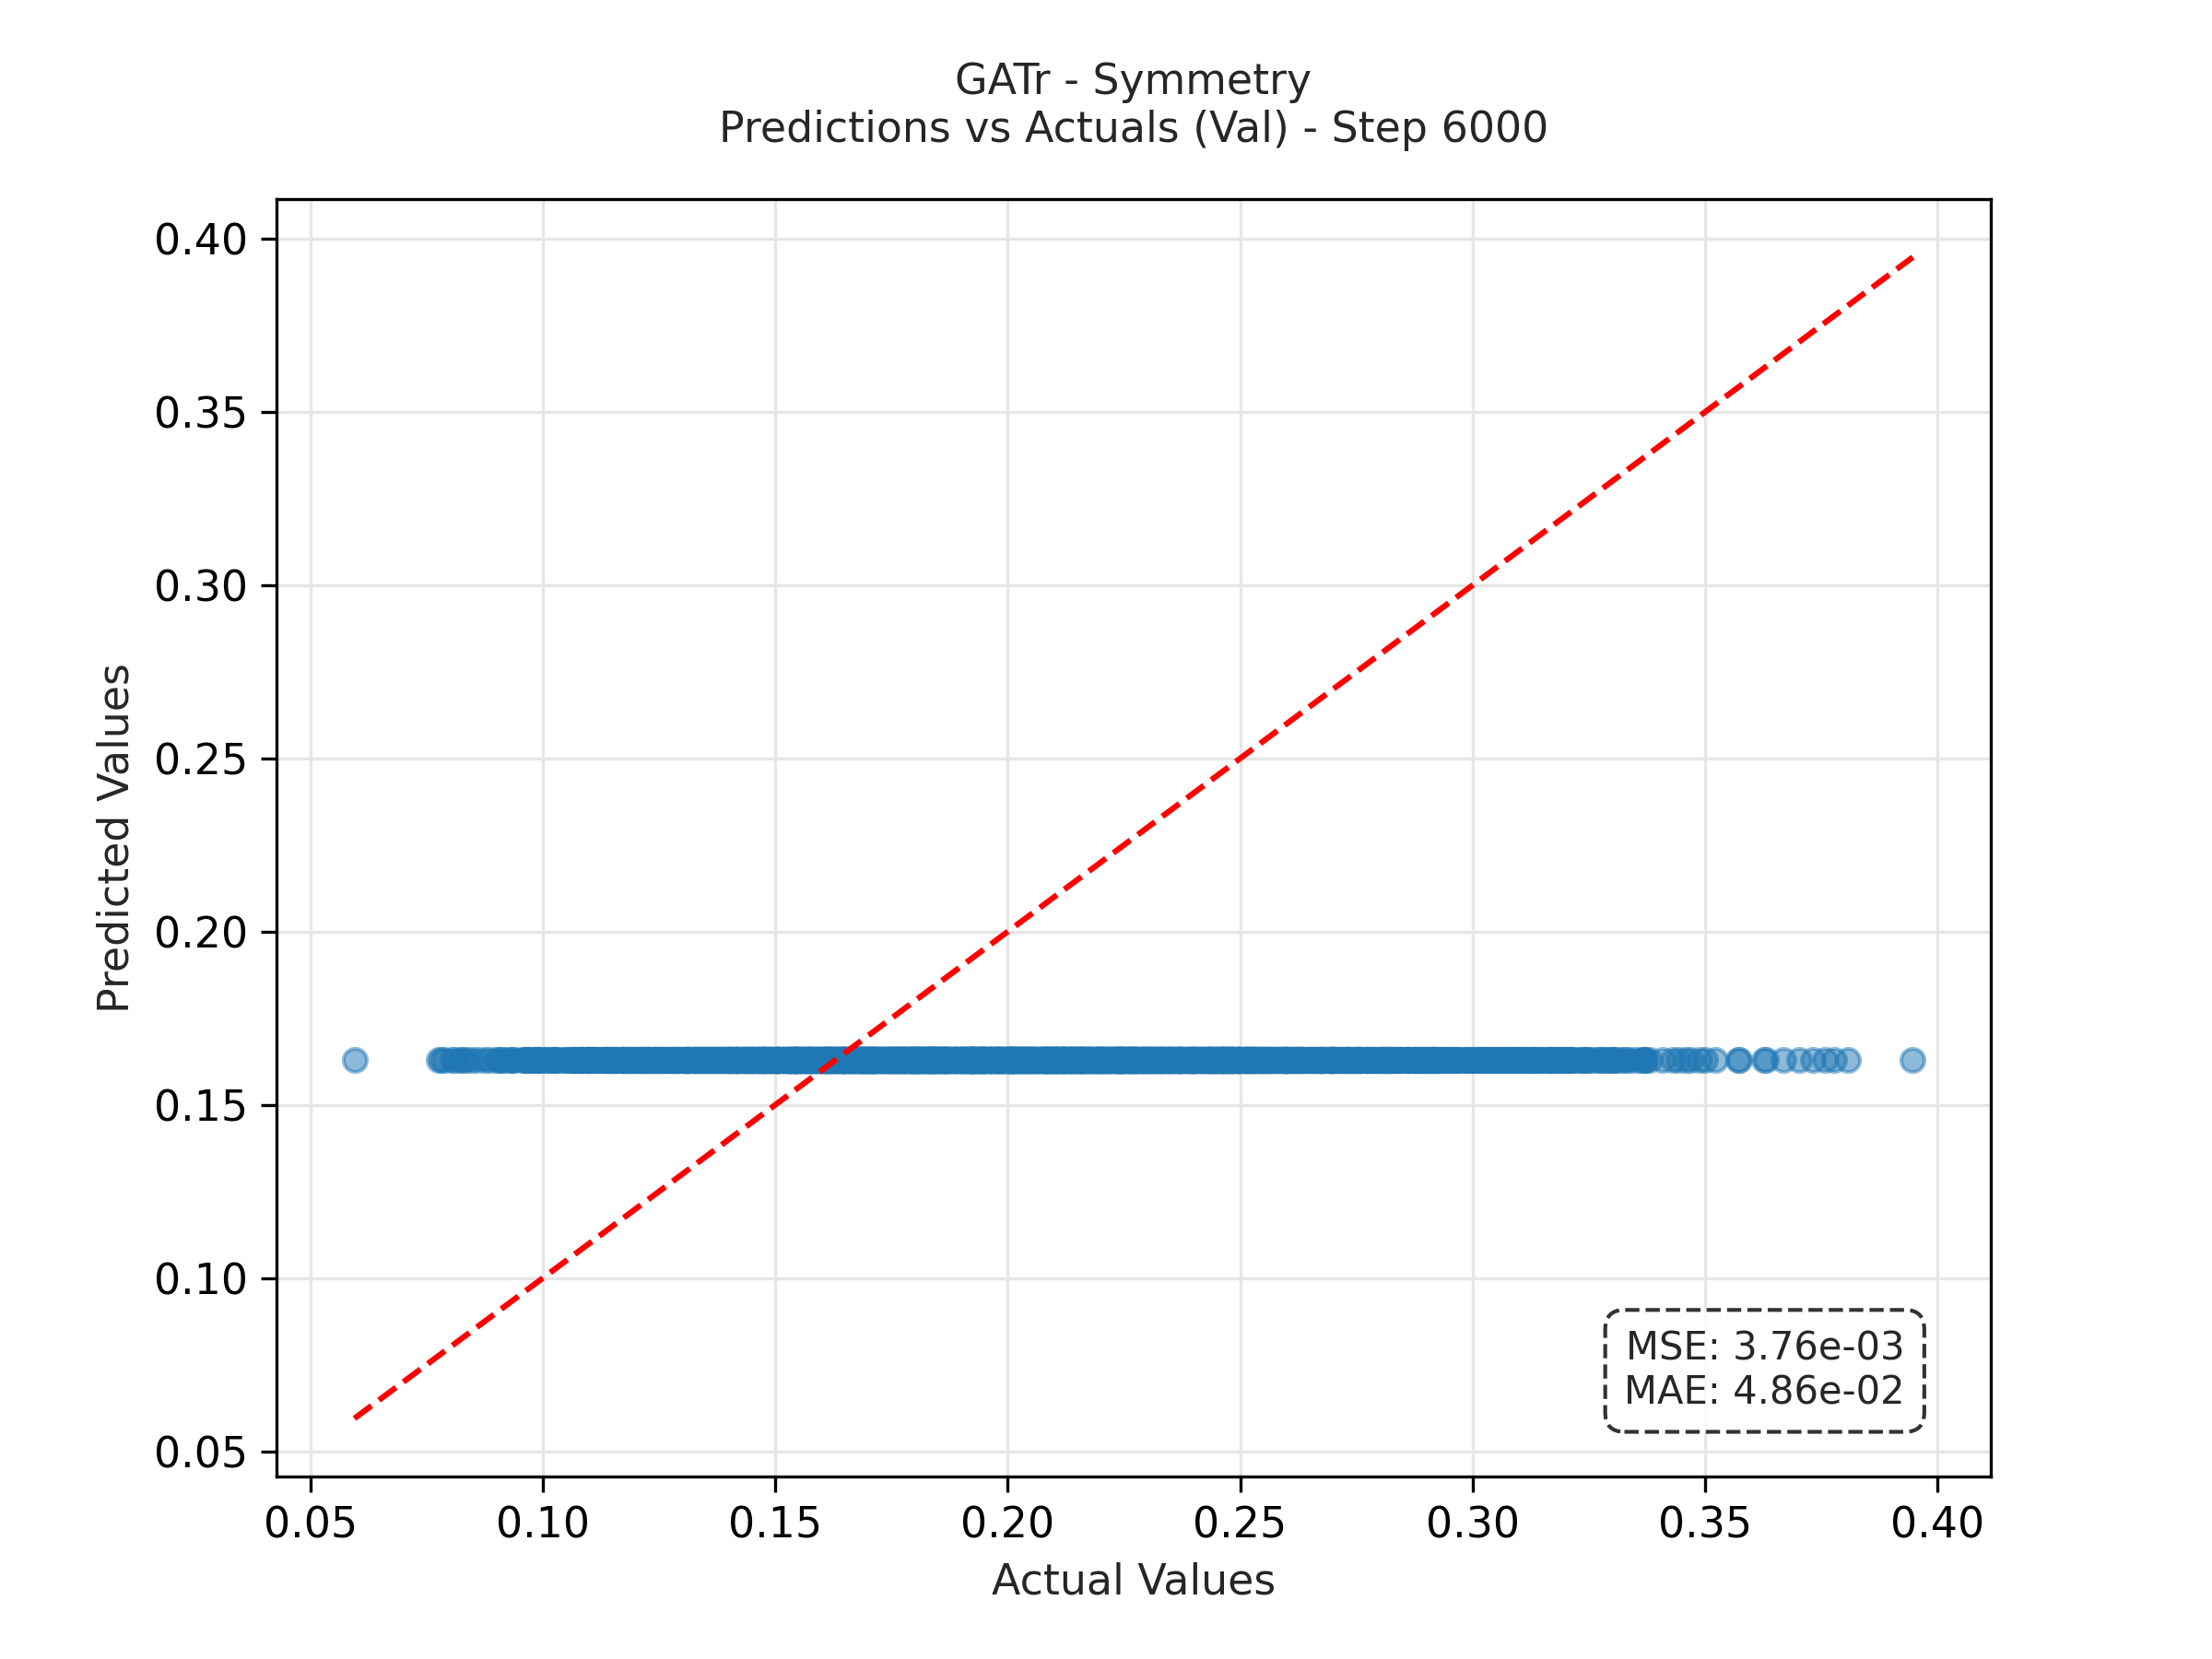 GATr - Symmetry
Predictions vs Actuals (Val) - Step 6000
0.40
0.35
0.30
0.25
0.20
0.15
0.10
0.05
Predicted Values
MSE: 3.76e-03
MAE: 4.86e-02
0.05 0.10 0.15 0.20 0.25 0.30 0.35 0.40
Actual Values